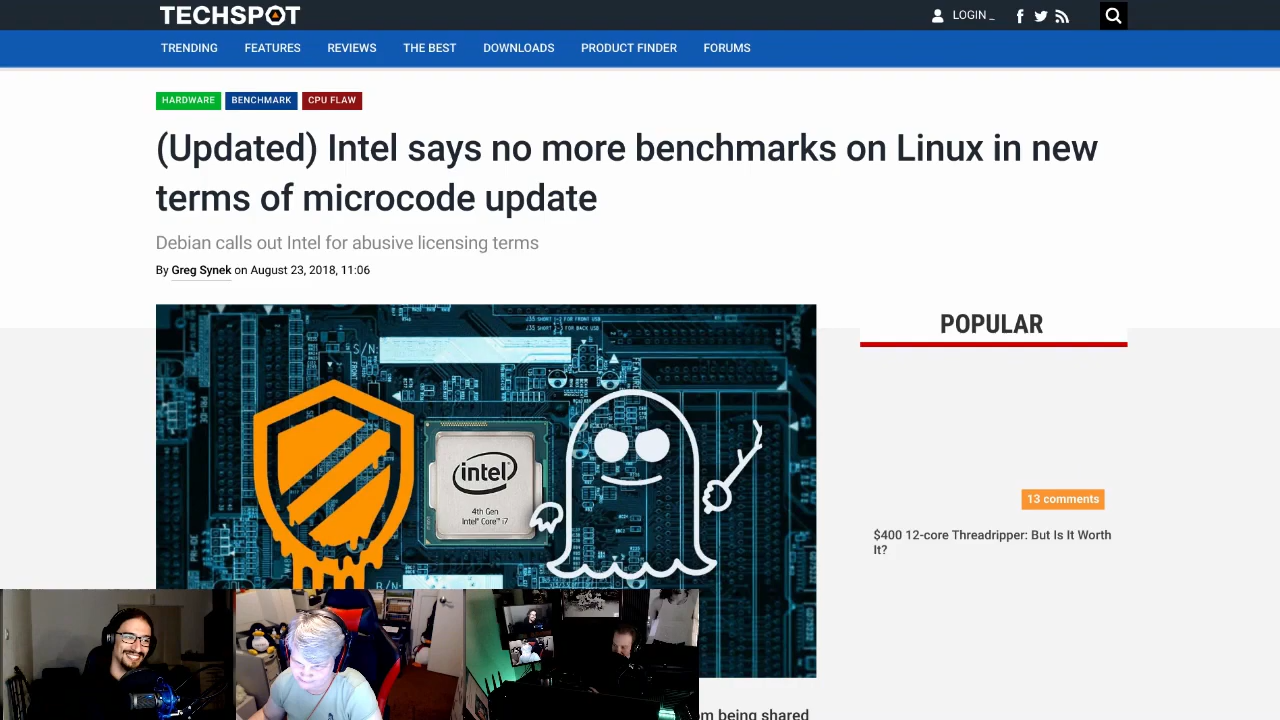 TECHSPOT
LOGIN _
TRENDING FEATURES REVIEWS THE BEST DOWNLOADS PRODUCT FINDER FORUMS
HARDWARE BENCHMARK CPU FLAW
(Updated) Intel says no more benchmarks on Linux in new
terms of microcode update
Debian calls out Intel for abusive licensing terms
By Greg Synek on August 23, 2018, 11:06
POPULAR
J35 SHORT
S/N:
intel
4th Gen
Intel® Core™ i7
B/N:
13 comments
$400 12-core Threadripper: But Is It Worth
It?
being shared